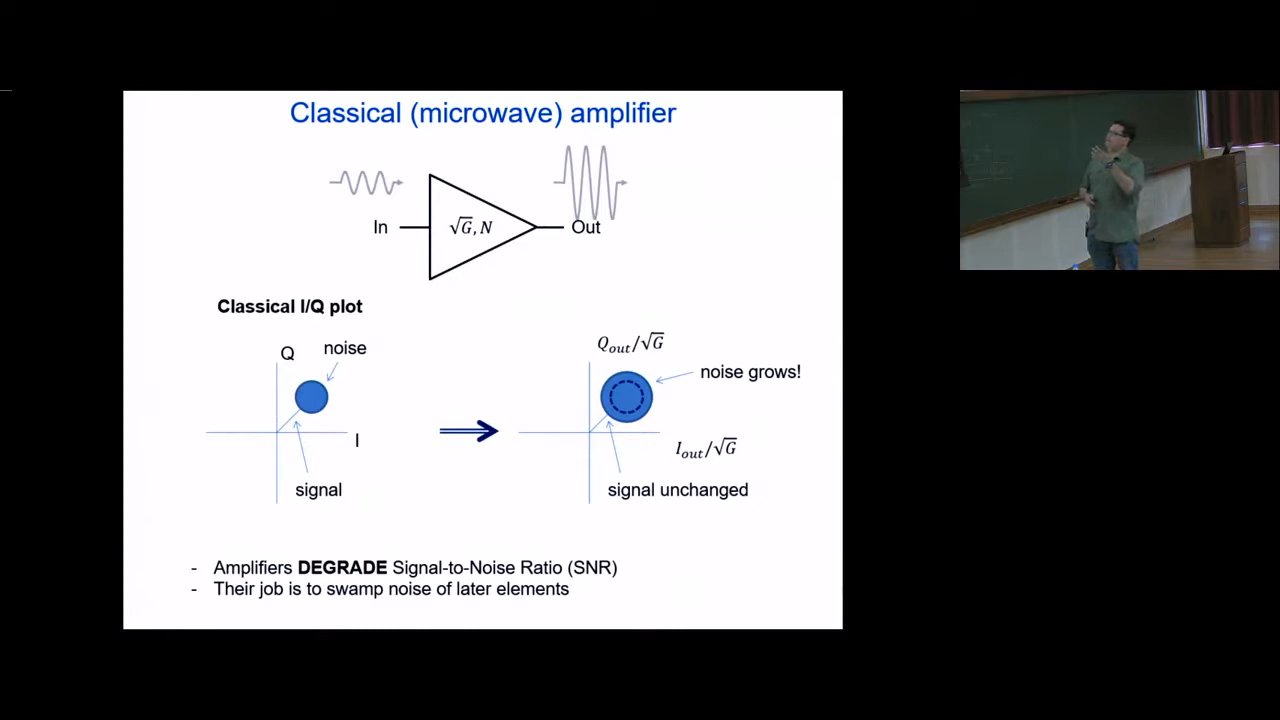 Classical (microwave) amplifier
In
√G, N
Out
Classical I/Q plot
Q
noise
I
signal
Q_out/√G
noise grows!
I_out/√G
signal unchanged
- Amplifiers DEGRADE Signal-to-Noise Ratio (SNR)
- Their job is to swamp noise of later elements